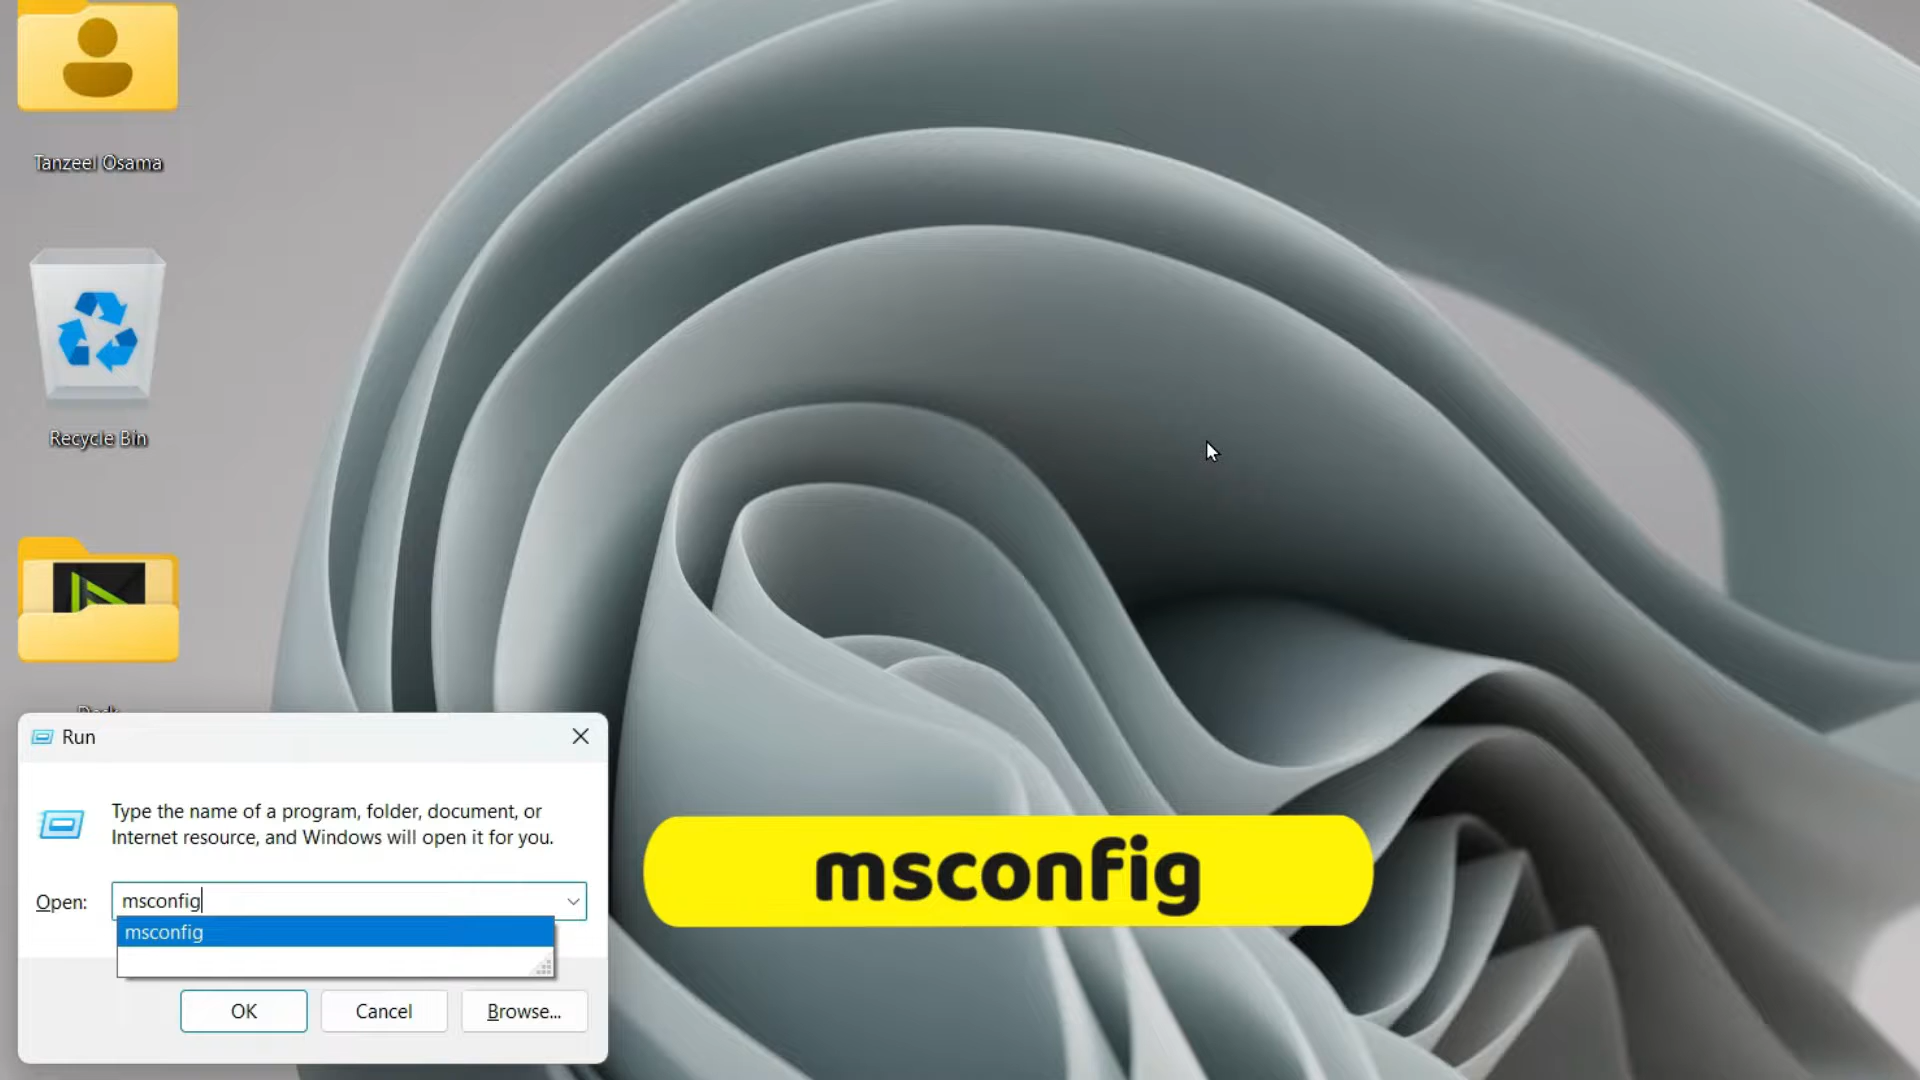 Tanzeel Osama
Recycle Bin
Run
Type the name of a program, folder, document, or
Internet resource, and Windows will open it for you.
Open: msconfig
msconfig
OK Cancel Browse...
msconfig